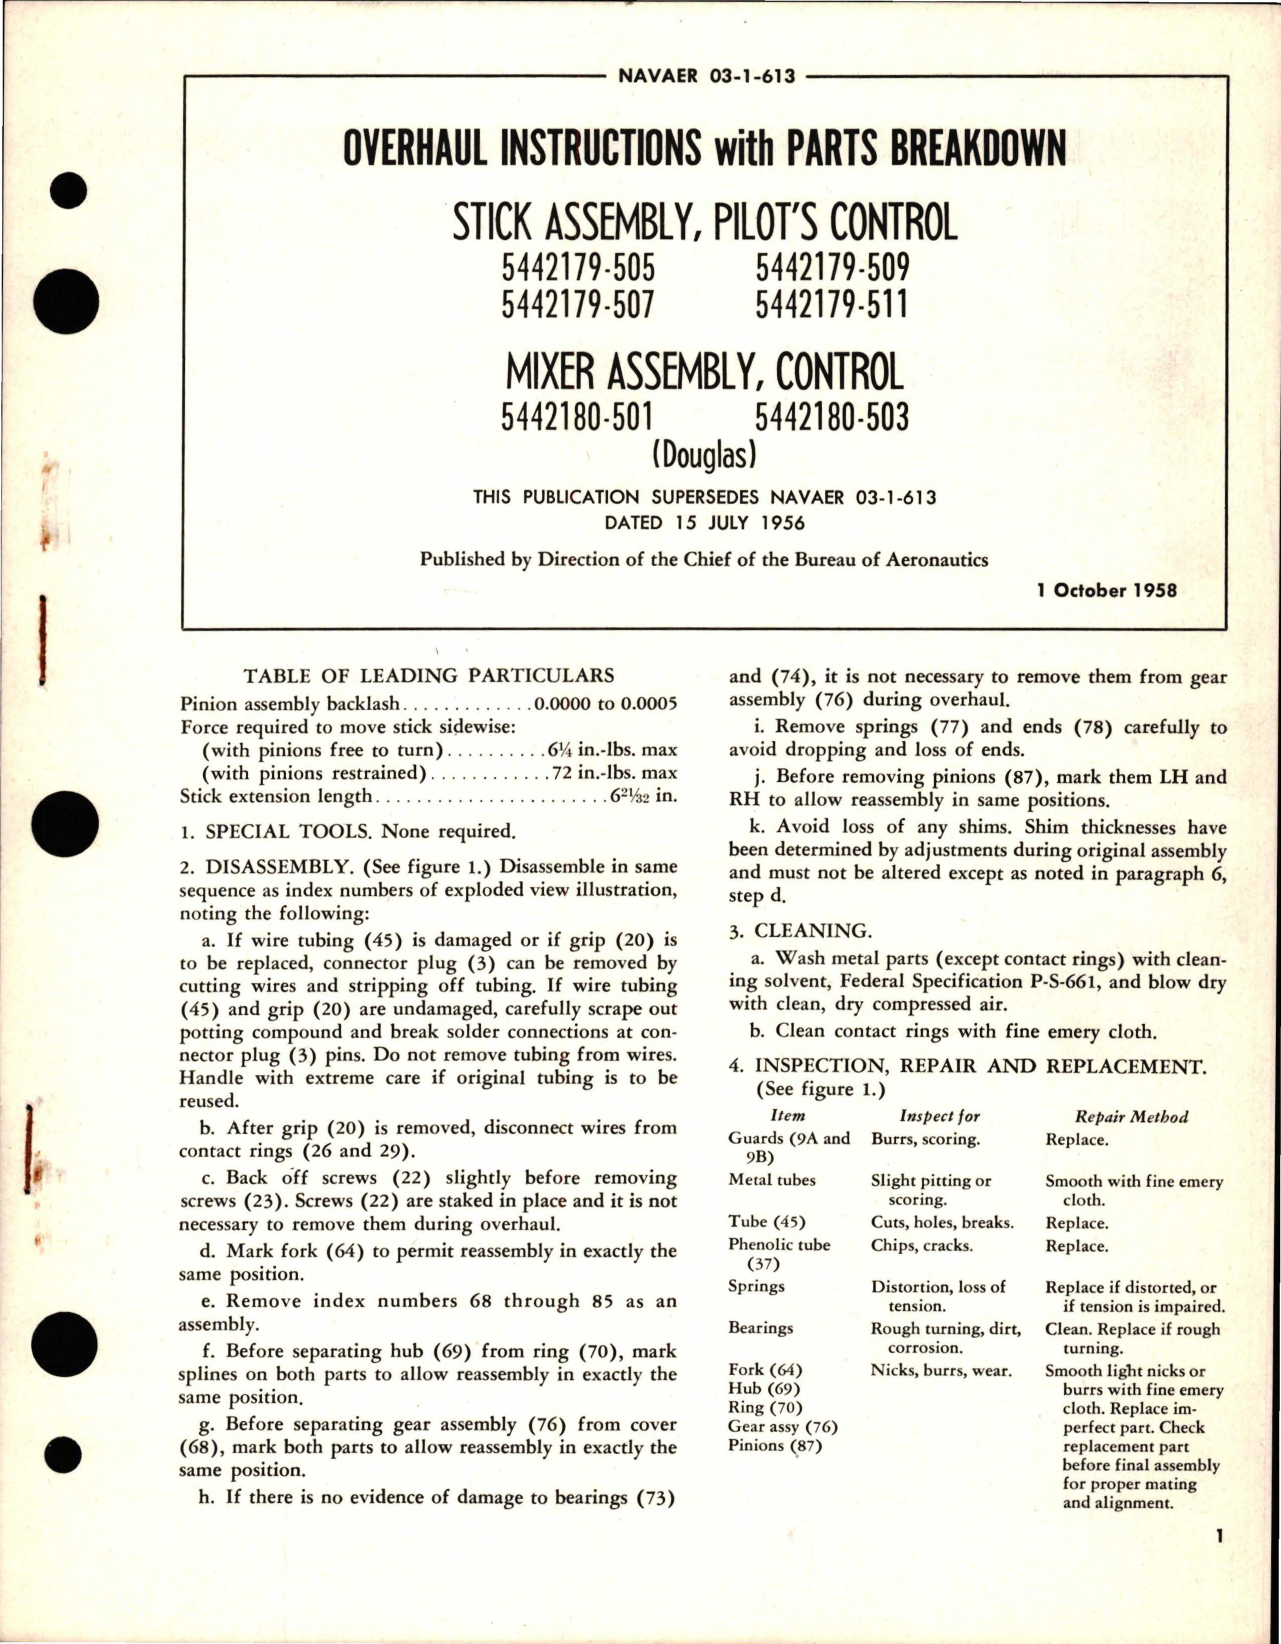 NAVAER 03-1-613
OVERHAUL INSTRUCTIONS with PARTS BREAKDOWN
STICK ASSEMBLY, PILOT'S CONTROL
5442179-505 5442179-509
5442179-507 5442179-511
MIXER ASSEMBLY, CONTROL
5442180-501 5442180-503
(Douglas)
THIS PUBLICATION SUPERSEDES NAVAER 03-1-613
DATED 15 JULY 1956
Published by Direction of the Chief of the Bureau of Aeronautics
1 October 1958
TABLE OF LEADING PARTICULARS
Pinion assembly backlash.............0.0000 to 0.0005
Force required to move stick sidewise:
(with pinions free to turn)..........6¼ in.-lbs. max
(with pinions restrained)............72 in.-lbs. max
Stick extension length.......................6²¹⁄₃₂ in.
1. SPECIAL TOOLS. None required.
2. DISASSEMBLY. (See figure 1.) Disassemble in same
sequence as index numbers of exploded view illustration,
noting the following:
a. If wire tubing (45) is damaged or if grip (20) is
to be replaced, connector plug (3) can be removed by
cutting wires and stripping off tubing. If wire tubing
(45) and grip (20) are undamaged, carefully scrape out
potting compound and break solder connections at con-
nector plug (3) pins. Do not remove tubing from wires.
Handle with extreme care if original tubing is to be
reused.
b. After grip (20) is removed, disconnect wires from
contact rings (26 and 29).
c. Back off screws (22) slightly before removing
screws (23). Screws (22) are staked in place and it is not
necessary to remove them during overhaul.
d. Mark fork (64) to permit reassembly in exactly the
same position.
e. Remove index numbers 68 through 85 as an
assembly.
f. Before separating hub (69) from ring (70), mark
splines on both parts to allow reassembly in exactly the
same position.
g. Before separating gear assembly (76) from cover
(68), mark both parts to allow reassembly in exactly the
same position.
h. If there is no evidence of damage to bearings (73)
and (74), it is not necessary to remove them from gear
assembly (76) during overhaul.
i. Remove springs (77) and ends (78) carefully to
avoid dropping and loss of ends.
j. Before removing pinions (87), mark them LH and
RH to allow reassembly in same positions.
k. Avoid loss of any shims. Shim thicknesses have
been determined by adjustments during original assembly
and must not be altered except as noted in paragraph 6,
step d.
3. CLEANING.
a. Wash metal parts (except contact rings) with clean-
ing solvent, Federal Specification P-S-661, and blow dry
with clean, dry compressed air.
b. Clean contact rings with fine emery cloth.
4. INSPECTION, REPAIR AND REPLACEMENT.
(See figure 1.)
Item Inspect for Repair Method
Guards (9A and Burrs, scoring. Replace.
9B)
Metal tubes Slight pitting or Smooth with fine emery
scoring. cloth.
Tube (45) Cuts, holes, breaks. Replace.
Phenolic tube Chips, cracks. Replace.
(37)
Springs Distortion, loss of Replace if distorted, or
tension. if tension is impaired.
Bearings Rough turning, dirt, Clean. Replace if rough
corrosion. turning.
Fork (64) Nicks, burrs, wear. Smooth light nicks or
Hub (69) burrs with fine emery
Ring (70) cloth. Replace im-
Gear assy (76) perfect part. Check
Pinions (87) replacement part
before final assembly
for proper mating
and alignment.
1